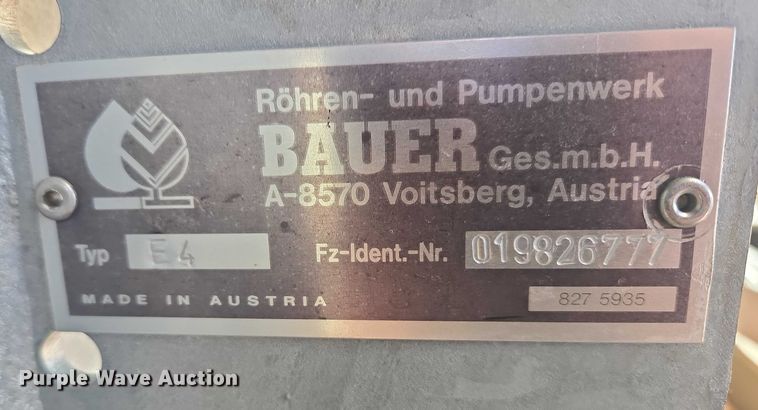 Röhren- und Pumpenwerk
BAUER Ges.m.b.H.
A-8570 Voitsberg, Austria
Typ E4 Fz-Ident.-Nr. 019826777
MADE IN AUSTRIA 827 5935
Purple Wave Auction